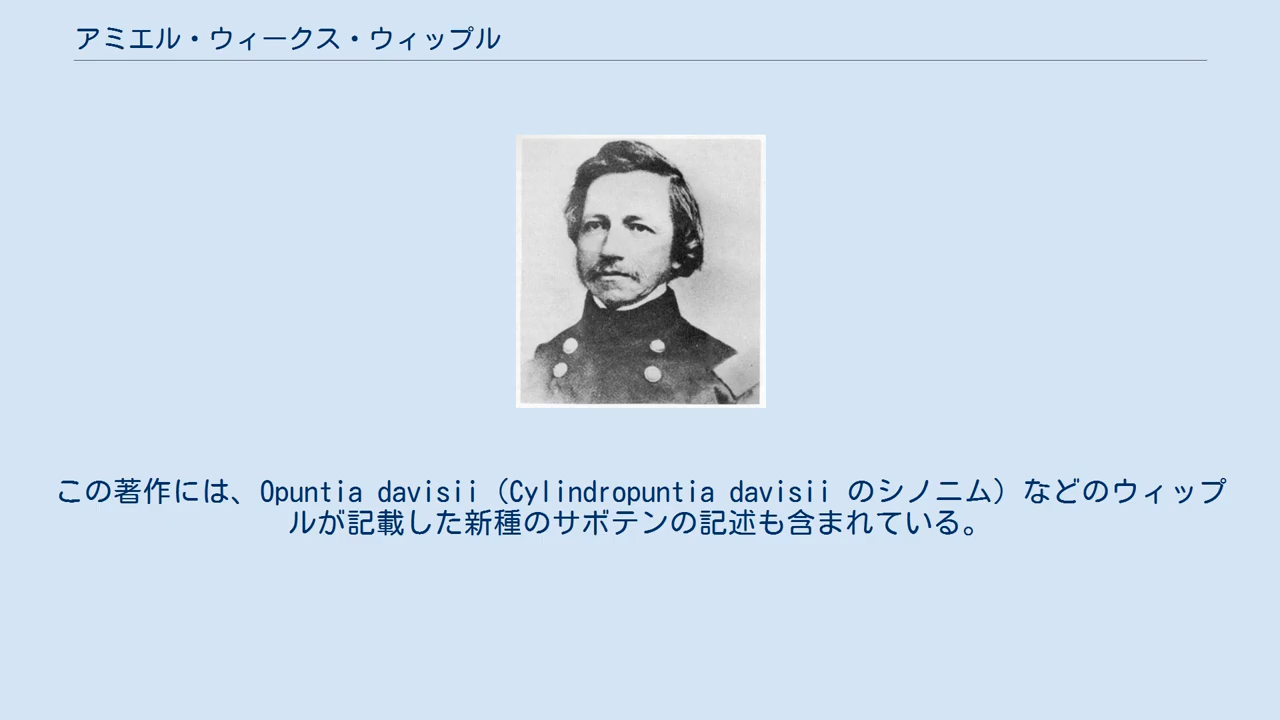 アミエル・ウィークス・ウィップル
この著作には、Opuntia davisii（Cylindropuntia davisii のシノニム）などのウィップ
ルが記載した新種のサボテンの記述も含まれている。